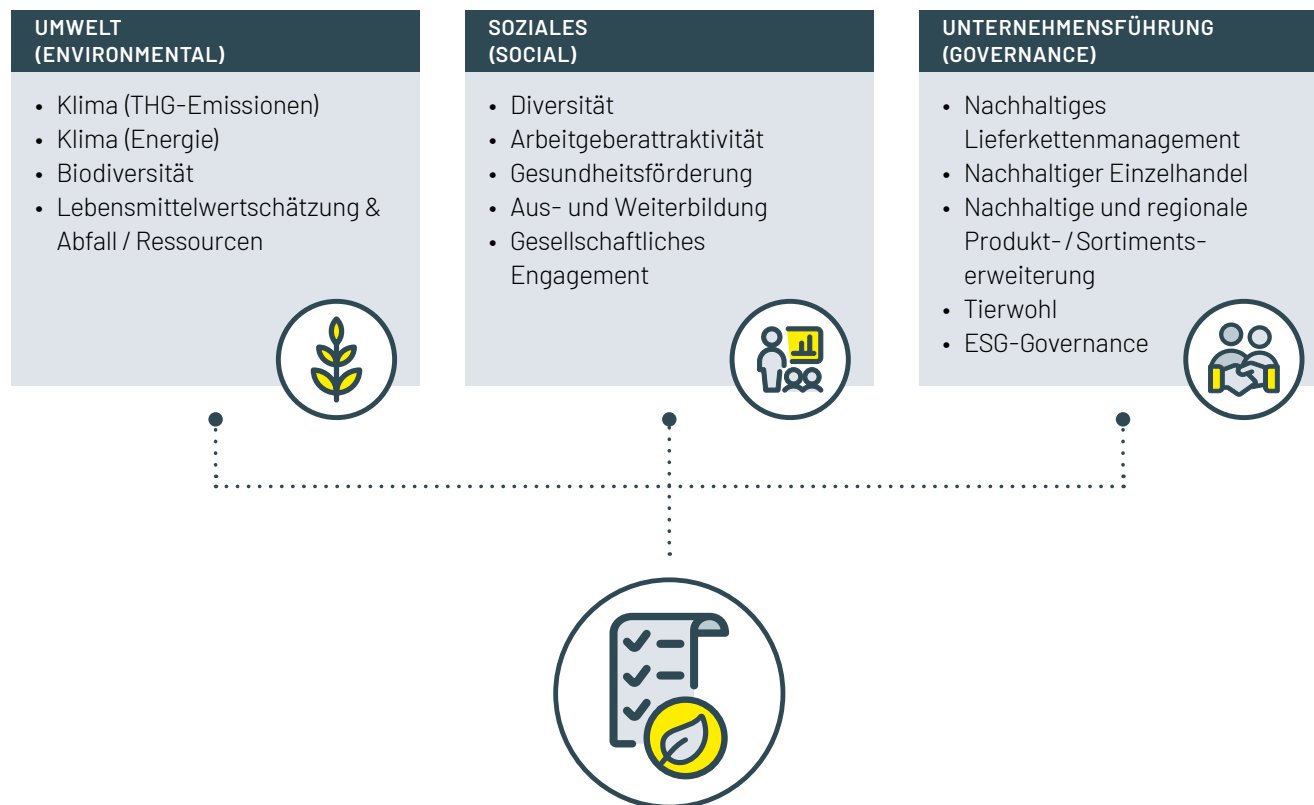 UMWELT
(ENVIRONMENTAL)
• Klima (THG-Emissionen)
• Klima (Energie)
• Biodiversität
• Lebensmittelwertschätzung &
Abfall / Ressourcen
SOZIALES
(SOCIAL)
• Diversität
• Arbeitgeberattraktivität
• Gesundheitsförderung
• Aus- und Weiterbildung
• Gesellschaftliches
Engagement
UNTERNEHMENSFÜHRUNG
(GOVERNANCE)
• Nachhaltiges
Lieferkettenmanagement
• Nachhaltiger Einzelhandel
• Nachhaltige und regionale
Produkt- / Sortiments-
erweiterung
• Tierwohl
• ESG-Governance